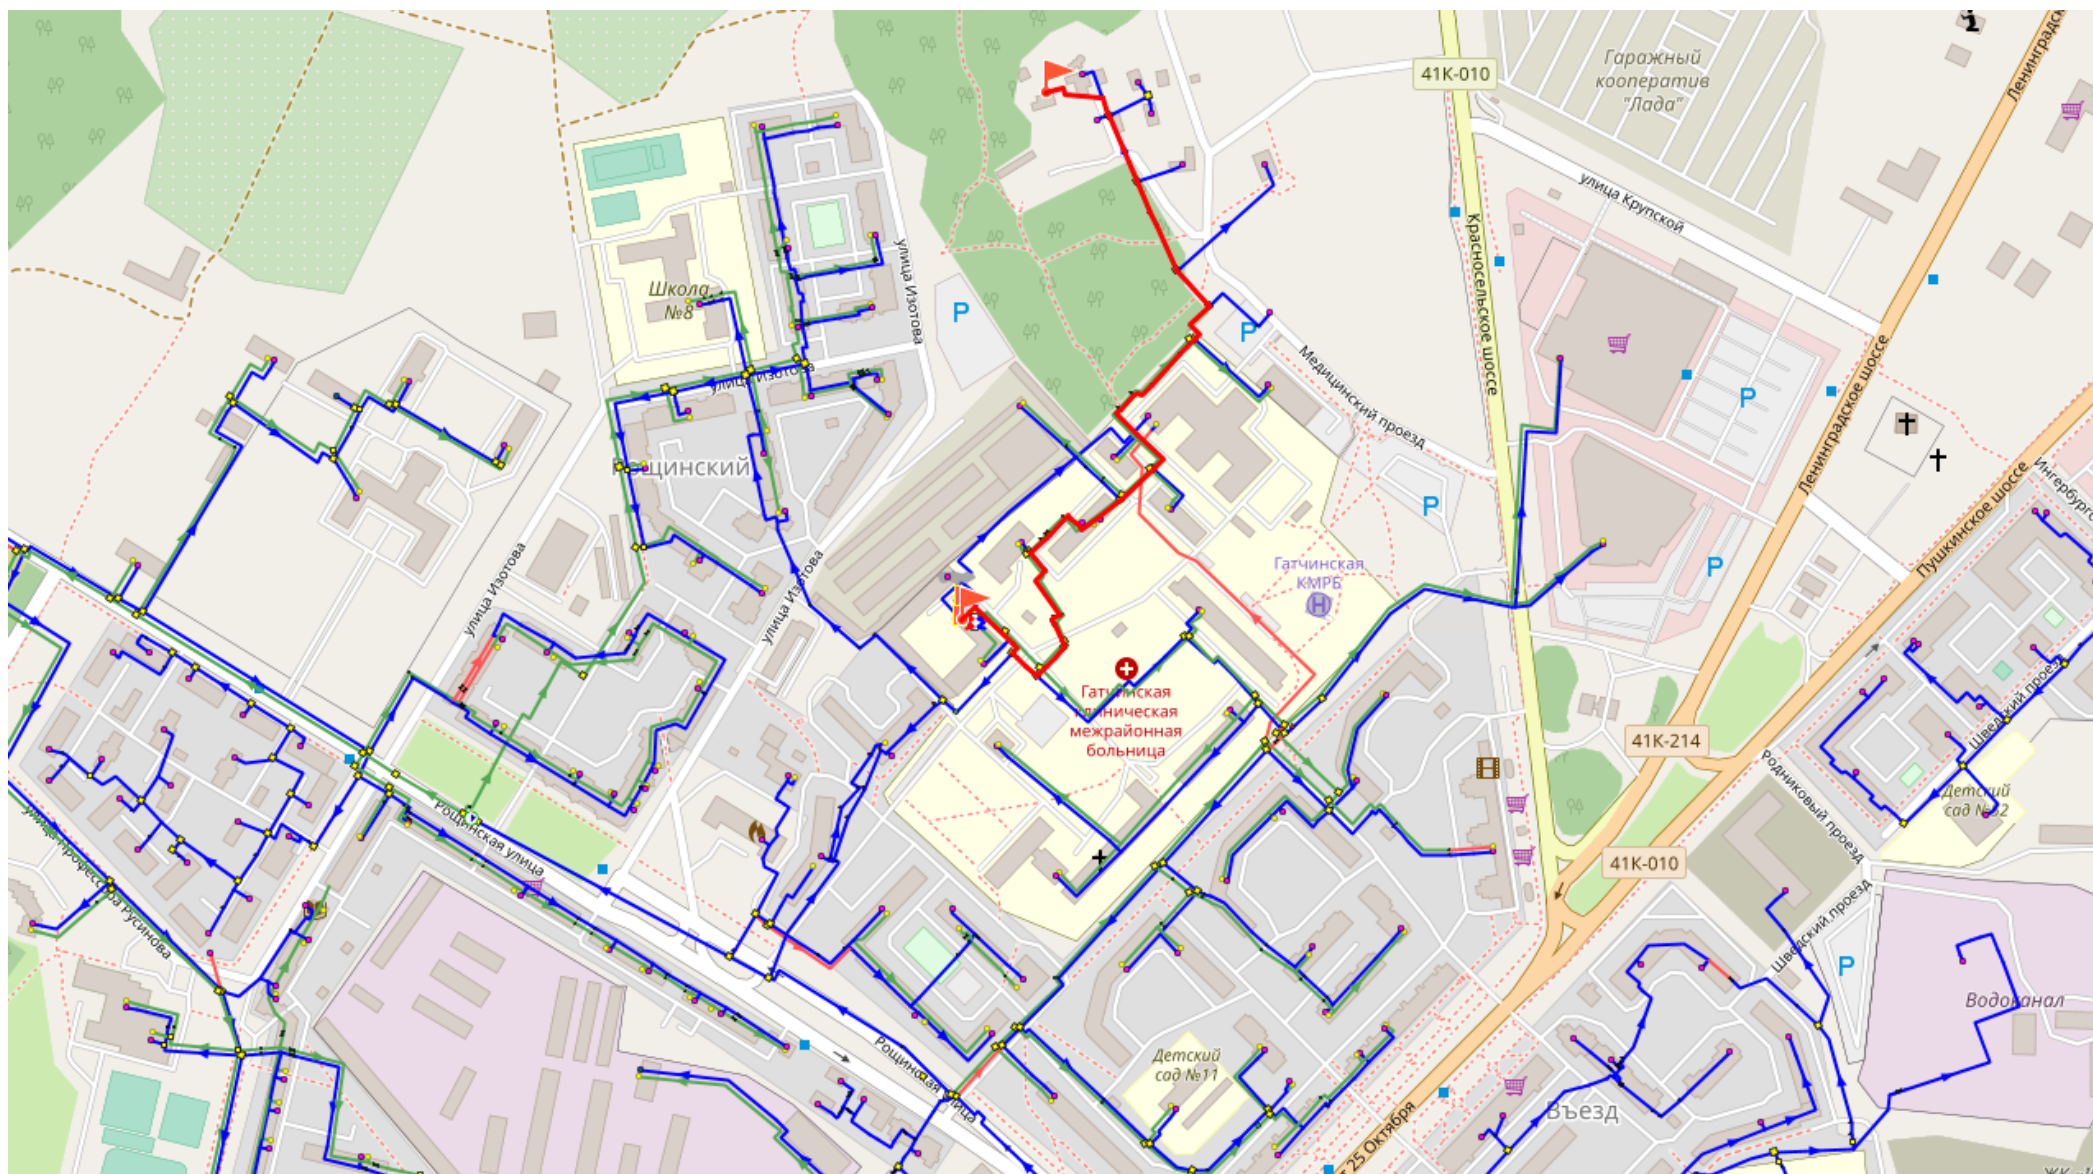 41К-010
Гаражный
кооператив
"Лада"
Ленинградск
улица Крупской
Красносельское шоссе
улица Изотова
Школа
№8
P
P
улица Изотова
Медицинский проезд
P
Ленинградское шоссе
Рощинский
P
Пушкинское шоссе
Ингербургс
P
улица Изотова
улица Изотова
Гатчинская
КМРБ
H
Гатчинская
клиническая
межрайонная
больница
41К-214
Шведский проезд
Родниковый проезд
Детский
сад №32
Рощинская улица
41К-010
улица Профессора Русинова
Шведский проезд
P
Водоканал
Рощинская улица
Детский
сад №11
Въезд
25 Октября